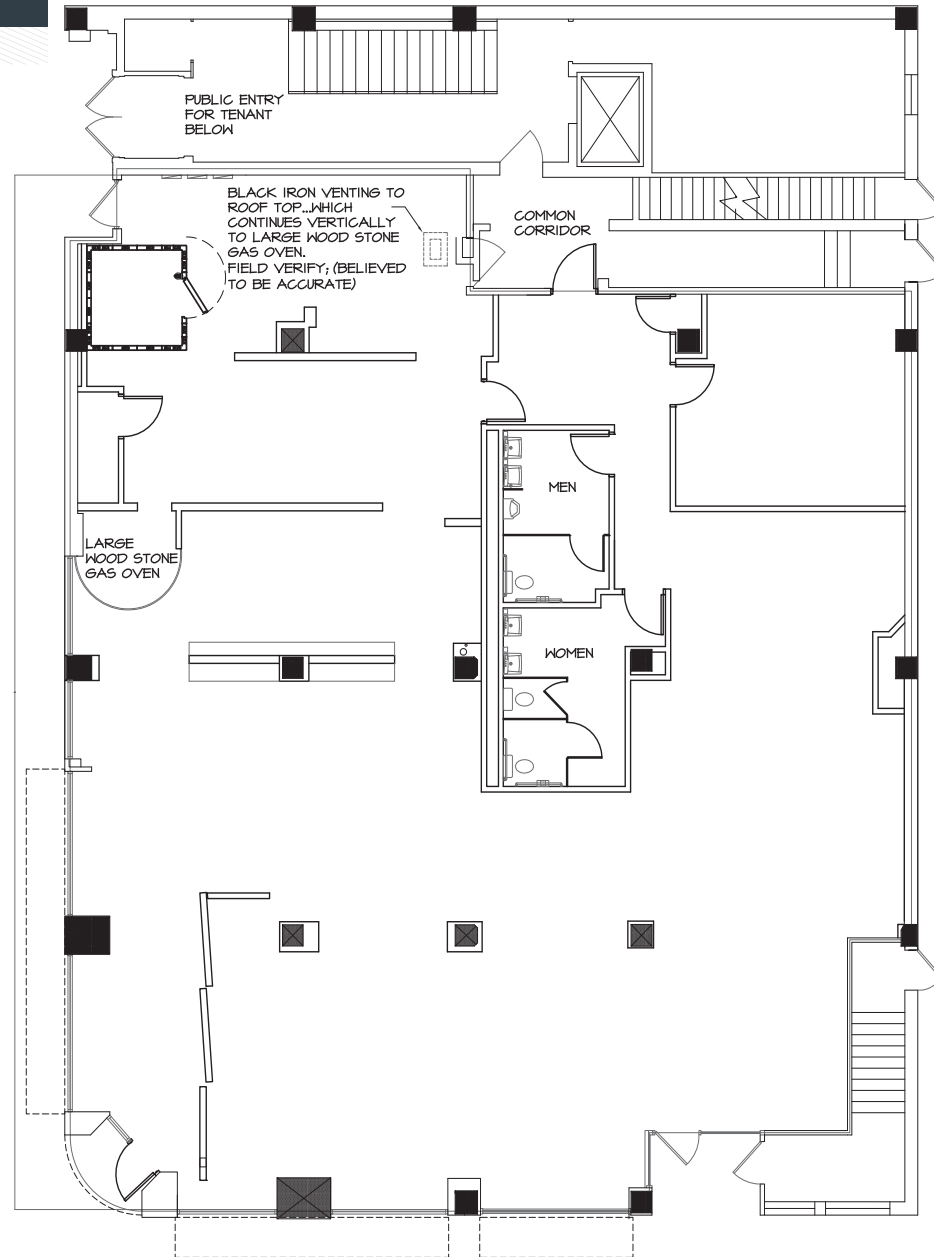 PUBLIC ENTRY
FOR TENANT
BELOW
BLACK IRON VENTING TO
ROOF TOP...WHICH
CONTINUES VERTICALLY
TO LARGE WOOD STONE
GAS OVEN.
FIELD VERIFY; (BELIEVED
TO BE ACCURATE)
COMMON
CORRIDOR
MEN
LARGE
WOOD STONE
GAS OVEN
WOMEN